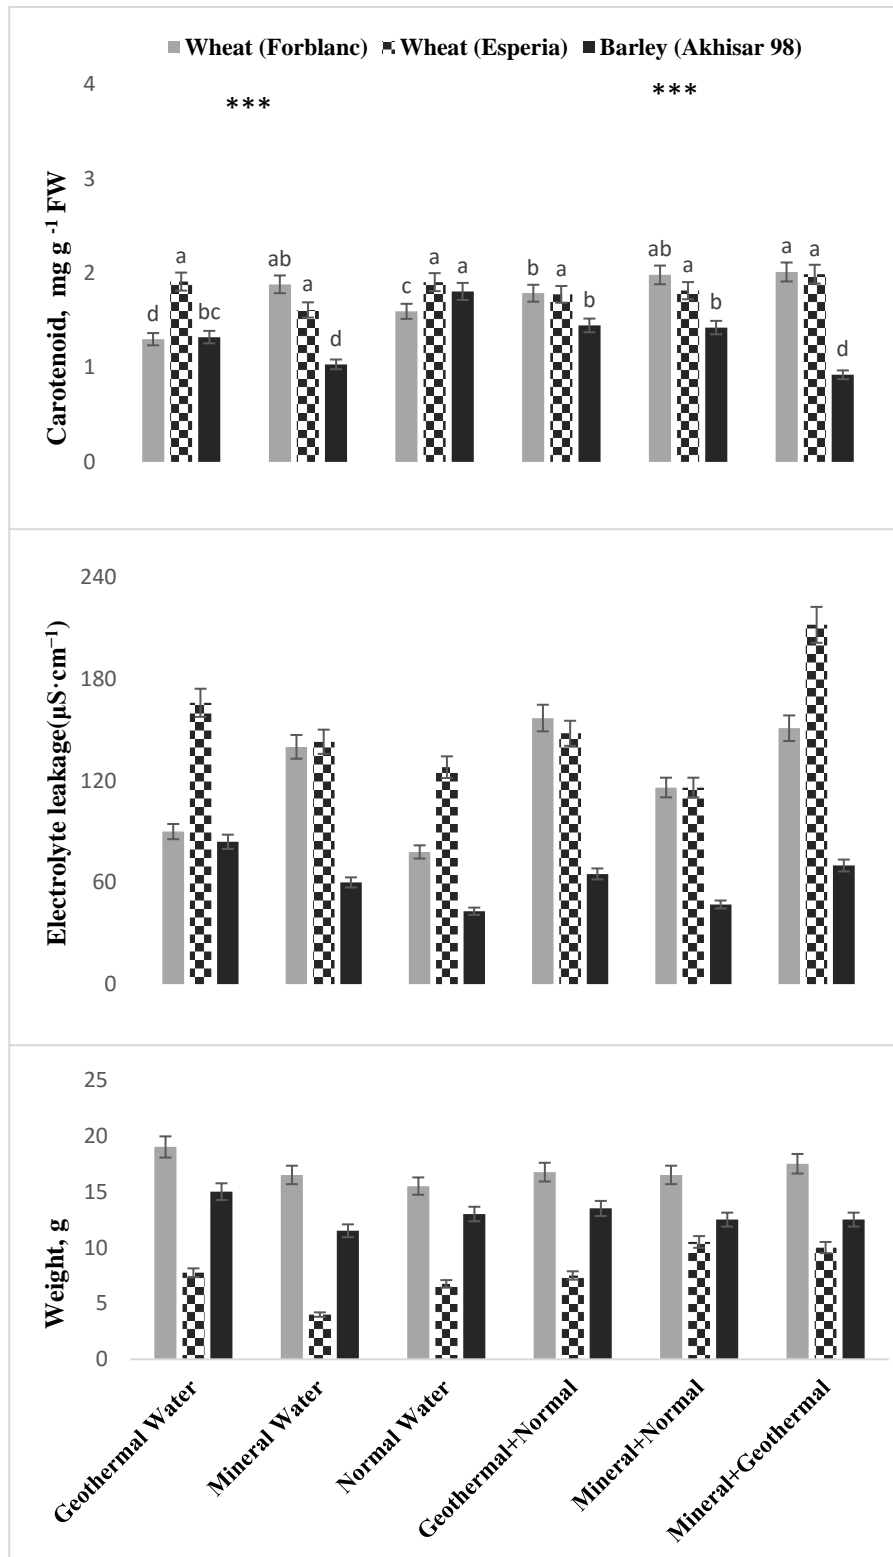 Wheat (Forblanc) Wheat (Esperia) Barley (Akhisar 98)
4
*** ***
3
2
1
0
Carotenoid, mg g -1 FW
d a bc ab a d c a a b a b ab a b a a d
240
180
120
60
0
Electrolyte leakage(µS·cm−1)
25
20
15
10
5
0
Weight, g
Geothermal Water
Mineral Water
Normal Water
Geothermal+Normal
Mineral+Normal
Mineral+Geothermal